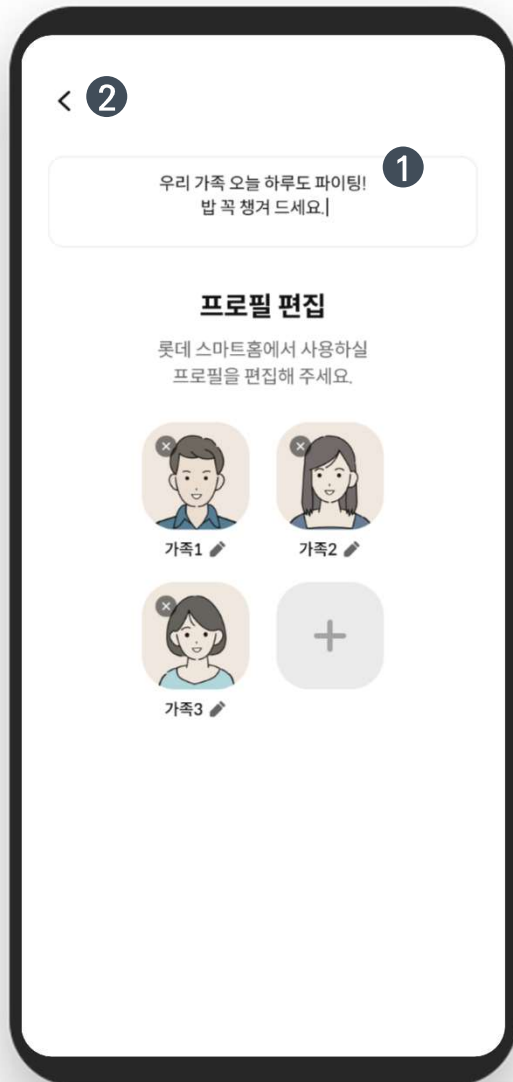 2
1
우리 가족 오늘 하루도 파이팅!
밥 꼭 챙겨 드세요.
프로필 편집
롯데 스마트홈에서 사용하실
프로필을 편집해 주세요.
가족1
가족2
가족3